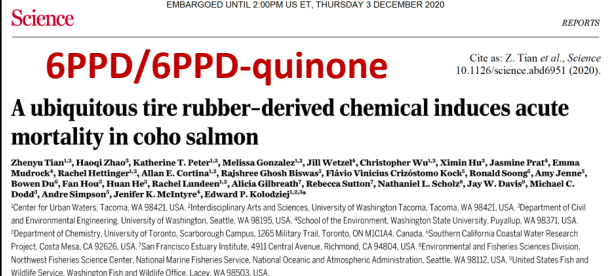 EMBARGOED UNTIL 2:00PM US ET, THURSDAY 3 DECEMBER 2020
Science
REPORTS
6PPD/6PPD-quinone
Cite as: Z. Tian et al., Science
10.1126/science.abd6951 (2020).
A ubiquitous tire rubber–derived chemical induces acute
mortality in coho salmon
Zhenyu Tian¹,², Haoqi Zhao³, Katherine T. Peter¹,², Melissa Gonzalez¹,², Jill Wetzel⁴, Christopher Wu¹,², Ximin Hu³, Jasmine Prat⁴, Emma
Mudrock⁴, Rachel Hettinger¹,², Allan E. Cortina¹,², Rajshree Ghosh Biswas⁵, Flávio Vinicius Crizóstomo Kock⁵, Ronald Soong⁵, Amy Jenne⁵,
Bowen Du⁶, Fan Hou³, Huan He³, Rachel Lundeen¹,², Alicia Gilbreath⁷, Rebecca Sutton⁷, Nathaniel L. Scholz⁸, Jay W. Davis⁹, Michael C.
Dodd³, Andre Simpson⁵, Jenifer K. McIntyre⁴, Edward P. Kolodziej¹,²,³*
¹Center for Urban Waters, Tacoma, WA 98421, USA. ²Interdisciplinary Arts and Sciences, University of Washington Tacoma, Tacoma, WA 98421, USA. ³Department of Civil
and Environmental Engineering, University of Washington, Seattle, WA 98195, USA. ⁴School of the Environment, Washington State University, Puyallup, WA 98371, USA.
⁵Department of Chemistry, University of Toronto, Scarborough Campus, 1265 Military Trail, Toronto, ON M1C1A4, Canada. ⁶Southern California Coastal Water Research
Project, Costa Mesa, CA 92626, USA. ⁷San Francisco Estuary Institute, 4911 Central Avenue, Richmond, CA 94804, USA. ⁸Environmental and Fisheries Sciences Division,
Northwest Fisheries Science Center, National Marine Fisheries Service, National Oceanic and Atmospheric Administration, Seattle, WA 98112, USA. ⁹United States Fish and
Wildlife Service, Washington Fish and Wildlife Office, Lacey, WA 98503, USA.